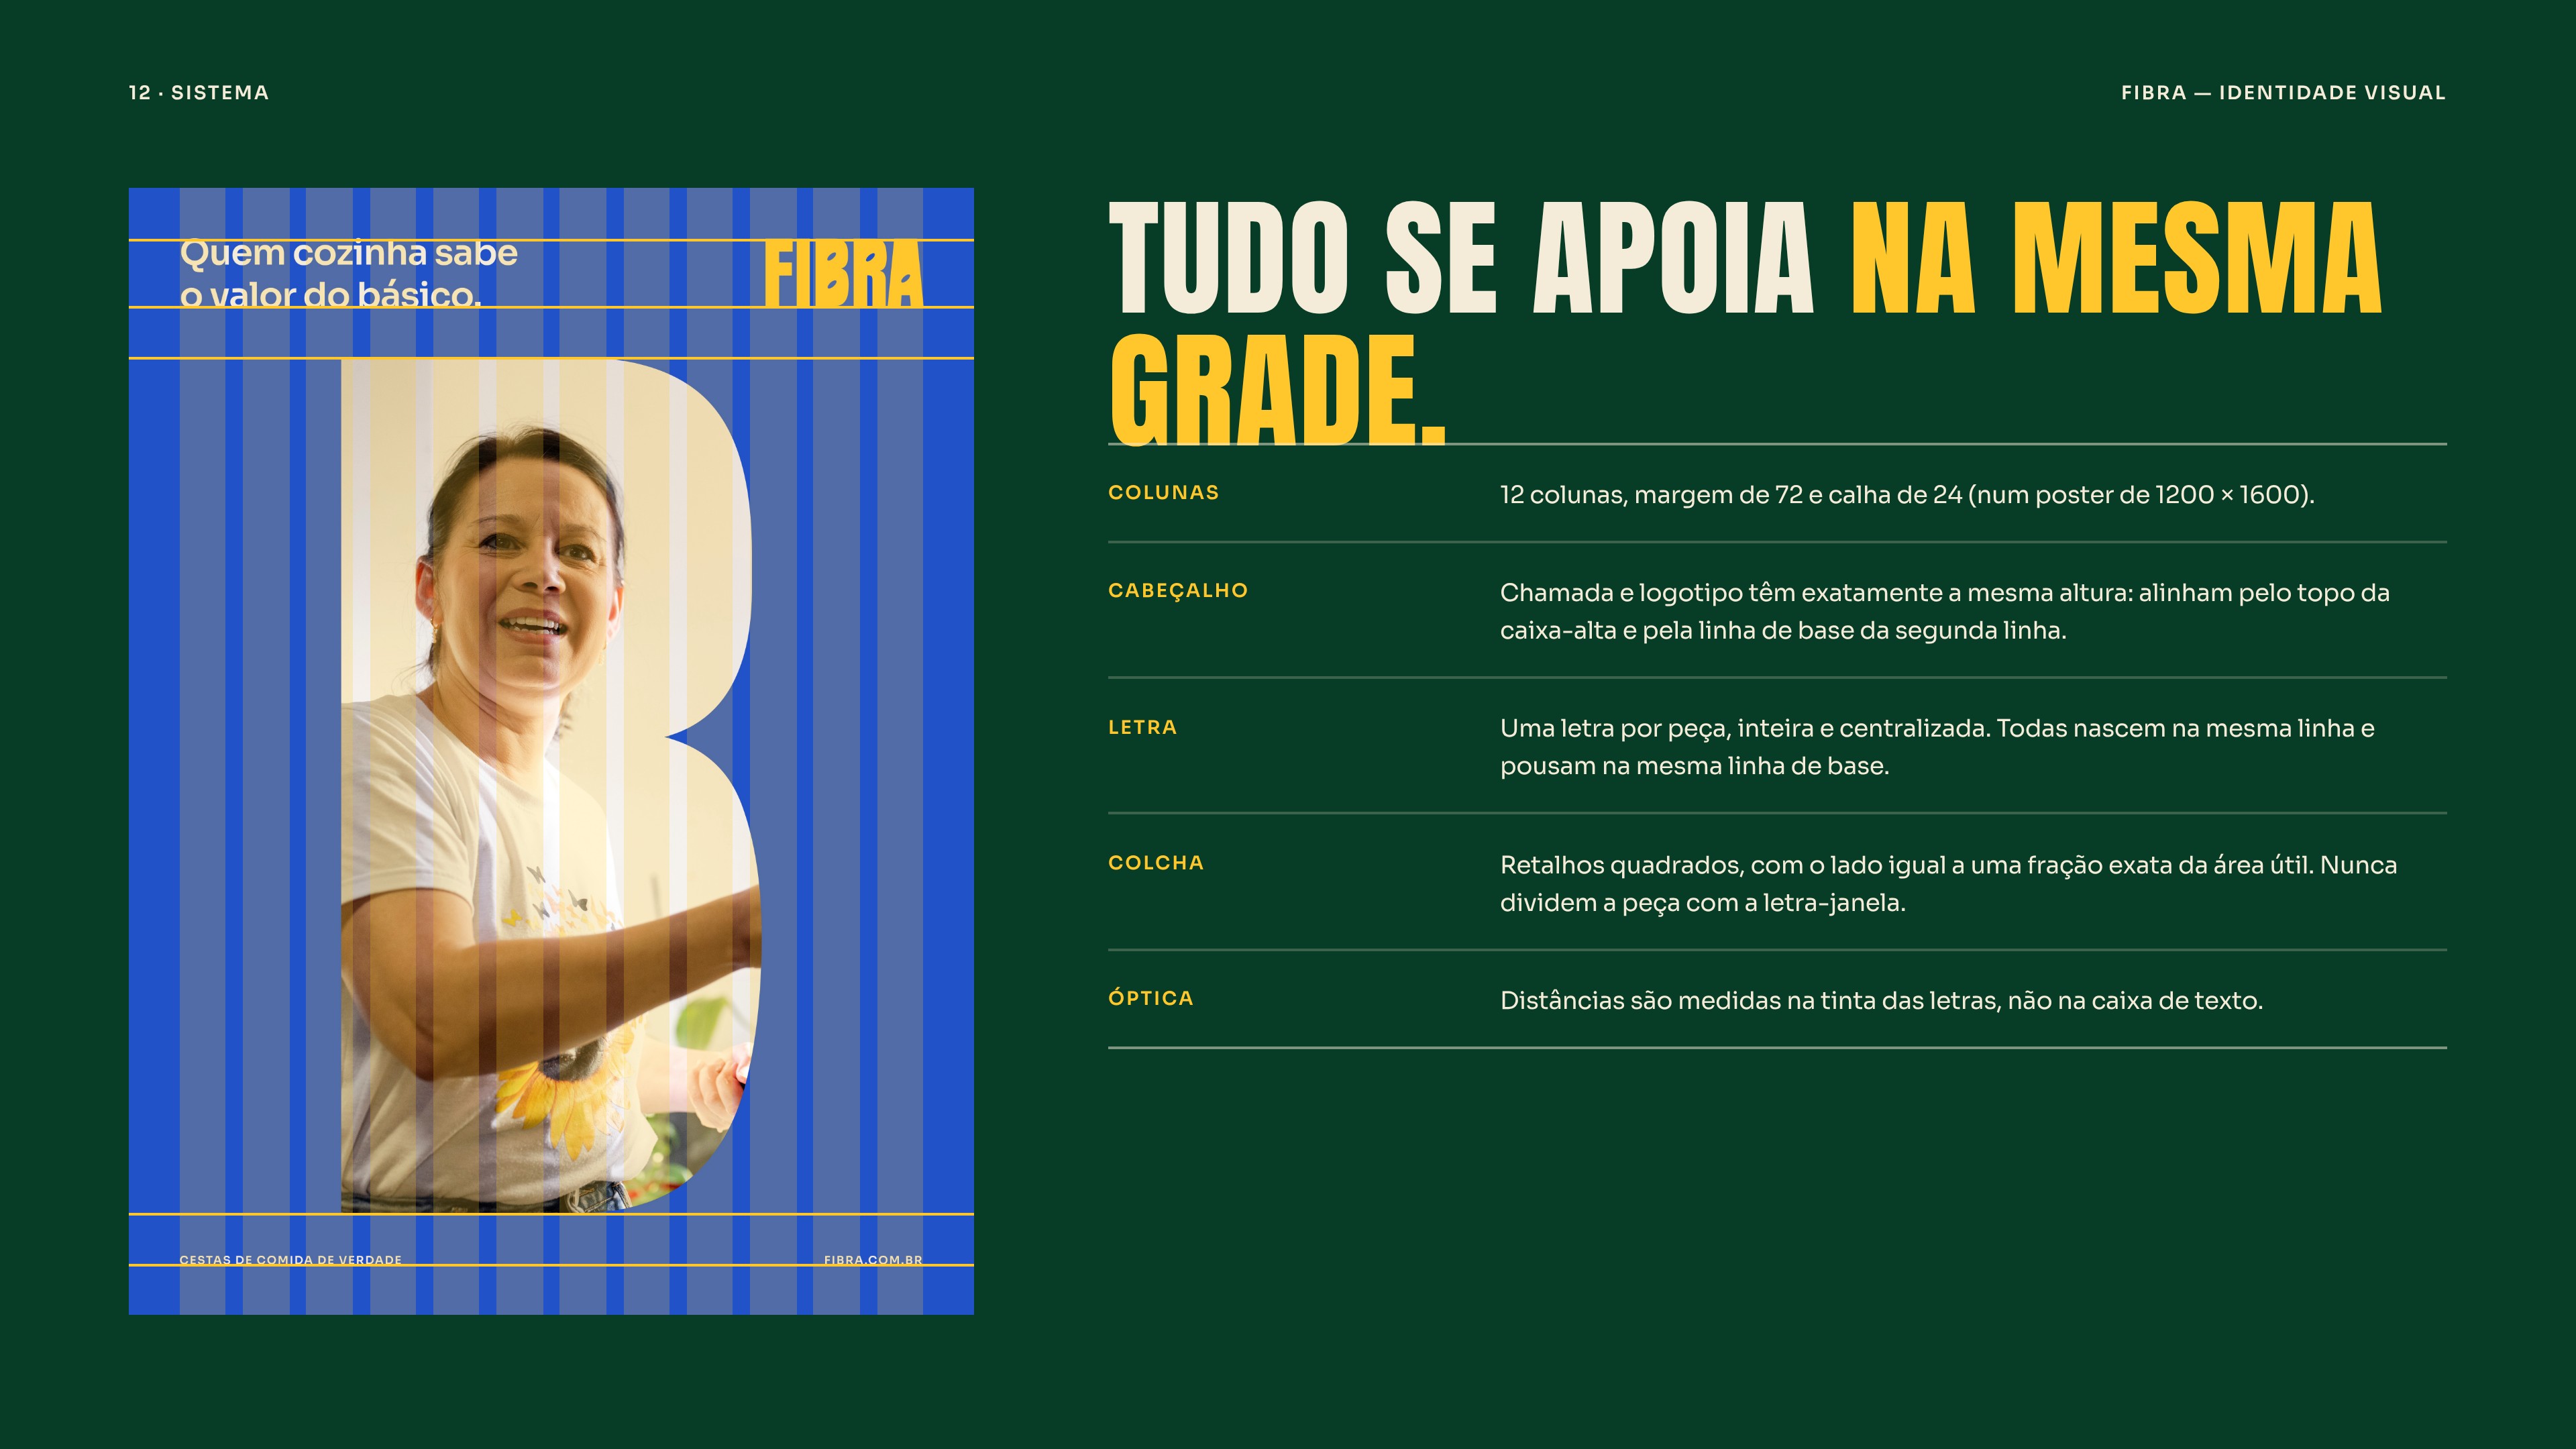 12 · SISTEMA
FIBRA — IDENTIDADE VISUAL
Quem cozinha sabe
o valor do básico.
FIBRA
CESTAS DE COMIDA DE VERDADE
FIBRA.COM.BR
TUDO SE APOIA NA MESMA
GRADE.
COLUNAS
12 colunas, margem de 72 e calha de 24 (num poster de 1200 × 1600).
CABEÇALHO
Chamada e logotipo têm exatamente a mesma altura: alinham pelo topo da
caixa-alta e pela linha de base da segunda linha.
LETRA
Uma letra por peça, inteira e centralizada. Todas nascem na mesma linha e
pousam na mesma linha de base.
COLCHA
Retalhos quadrados, com o lado igual a uma fração exata da área útil. Nunca
dividem a peça com a letra-janela.
ÓPTICA
Distâncias são medidas na tinta das letras, não na caixa de texto.